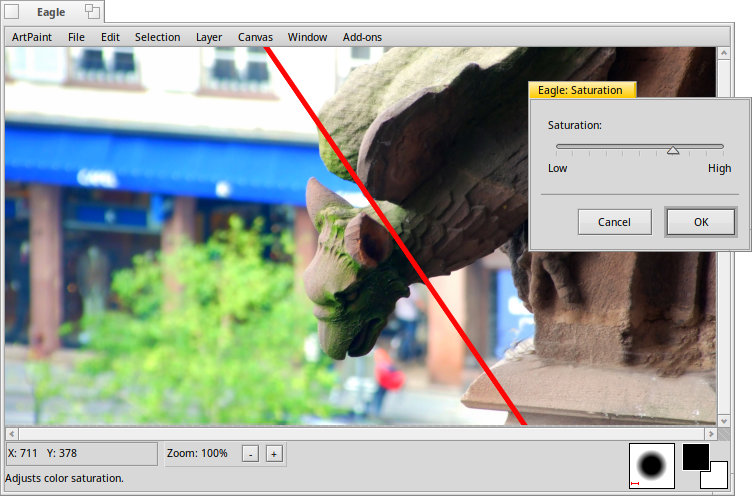 Eagle
ArtPaint File Edit Selection Layer Canvas Window Add-ons
Eagle: Saturation
Saturation:
Low High
Cancel OK
X: 711 Y: 378 Zoom: 100% - +
Adjusts color saturation.